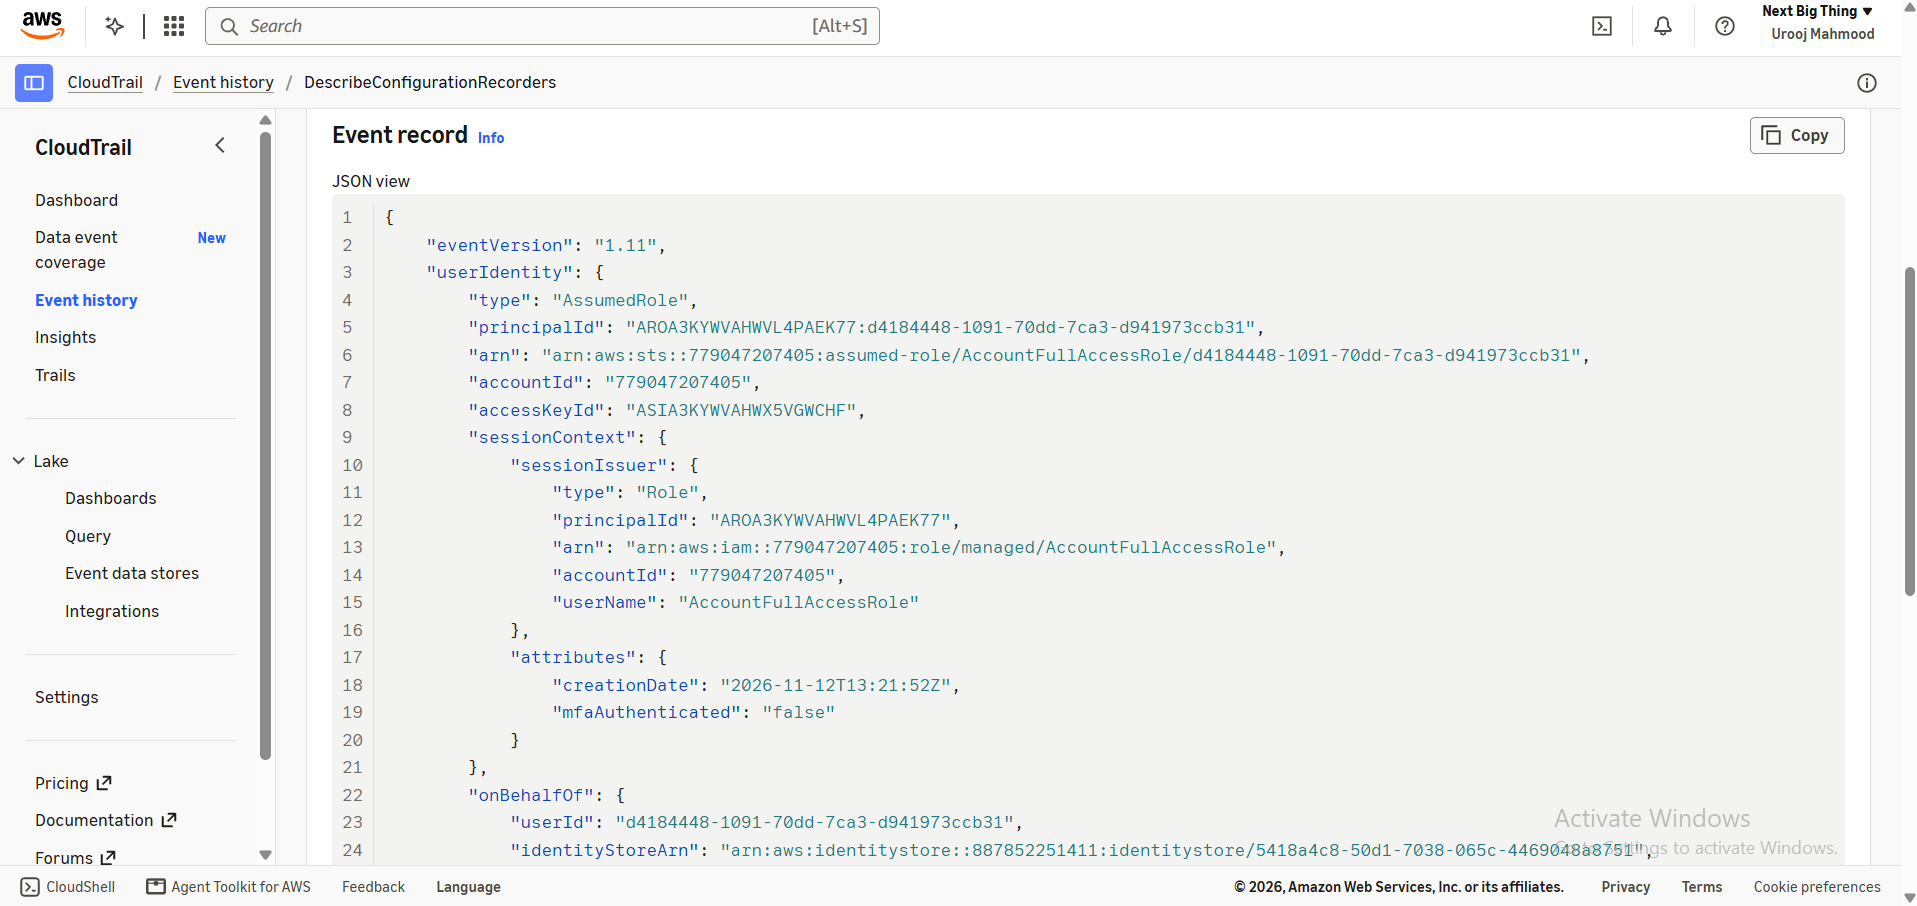 aws
Search [Alt+S]
Next Big Thing ▼
Urooj Mahmood
CloudTrail / Event history / DescribeConfigurationRecorders
CloudTrail
Dashboard
Data event coverage New
Event history
Insights
Trails
Lake
Dashboards
Query
Event data stores
Integrations
Settings
Pricing
Documentation
Forums
Event record Info
Copy
JSON view
1 {
2 "eventVersion": "1.11",
3 "userIdentity": {
4 "type": "AssumedRole",
5 "principalId": "AROA3KYWVAHWVL4PAEK77:d4184448-1091-70dd-7ca3-d941973ccb31",
6 "arn": "arn:aws:sts::779047207405:assumed-role/AccountFullAccessRole/d4184448-1091-70dd-7ca3-d941973ccb31",
7 "accountId": "779047207405",
8 "accessKeyId": "ASIA3KYWVAHWX5VGWCHF",
9 "sessionContext": {
10 "sessionIssuer": {
11 "type": "Role",
12 "principalId": "AROA3KYWVAHWVL4PAEK77",
13 "arn": "arn:aws:iam::779047207405:role/managed/AccountFullAccessRole",
14 "accountId": "779047207405",
15 "userName": "AccountFullAccessRole"
16 },
17 "attributes": {
18 "creationDate": "2026-11-12T13:21:52Z",
19 "mfaAuthenticated": "false"
20 }
21 },
22 "onBehalfOf": {
23 "userId": "d4184448-1091-70dd-7ca3-d941973ccb31",
24 "identityStoreArn": "arn:aws:identitystore::887852251411:identitystore/5418a4c8-50d1-7038-065c-4469048a8751",
Activate Windows
Go to Settings to activate Windows.
CloudShell Agent Toolkit for AWS Feedback Language © 2026, Amazon Web Services, Inc. or its affiliates. Privacy Terms Cookie preferences